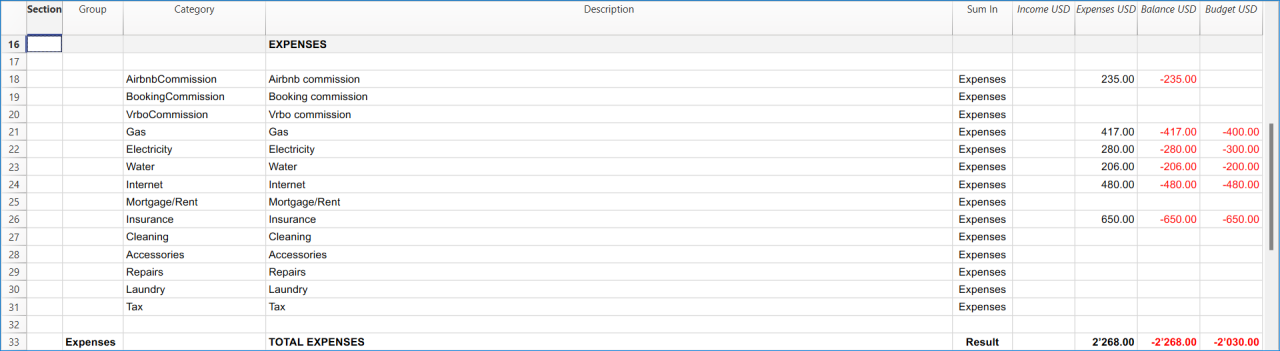 Section Group Category Description Sum In Income USD Expenses USD Balance USD Budget USD
16 EXPENSES
17
18 AirbnbCommission Airbnb commission Expenses 235.00 -235.00
19 BookingCommission Booking commission Expenses
20 VrboCommission Vrbo commission Expenses
21 Gas Gas Expenses 417.00 -417.00 -400.00
22 Electricity Electricity Expenses 280.00 -280.00 -300.00
23 Water Water Expenses 206.00 -206.00 -200.00
24 Internet Internet Expenses 480.00 -480.00 -480.00
25 Mortgage/Rent Mortgage/Rent Expenses
26 Insurance Insurance Expenses 650.00 -650.00 -650.00
27 Cleaning Cleaning Expenses
28 Accessories Accessories Expenses
29 Repairs Repairs Expenses
30 Laundry Laundry Expenses
31 Tax Tax Expenses
32
33 Expenses TOTAL EXPENSES Result 2'268.00 -2'268.00 -2'030.00